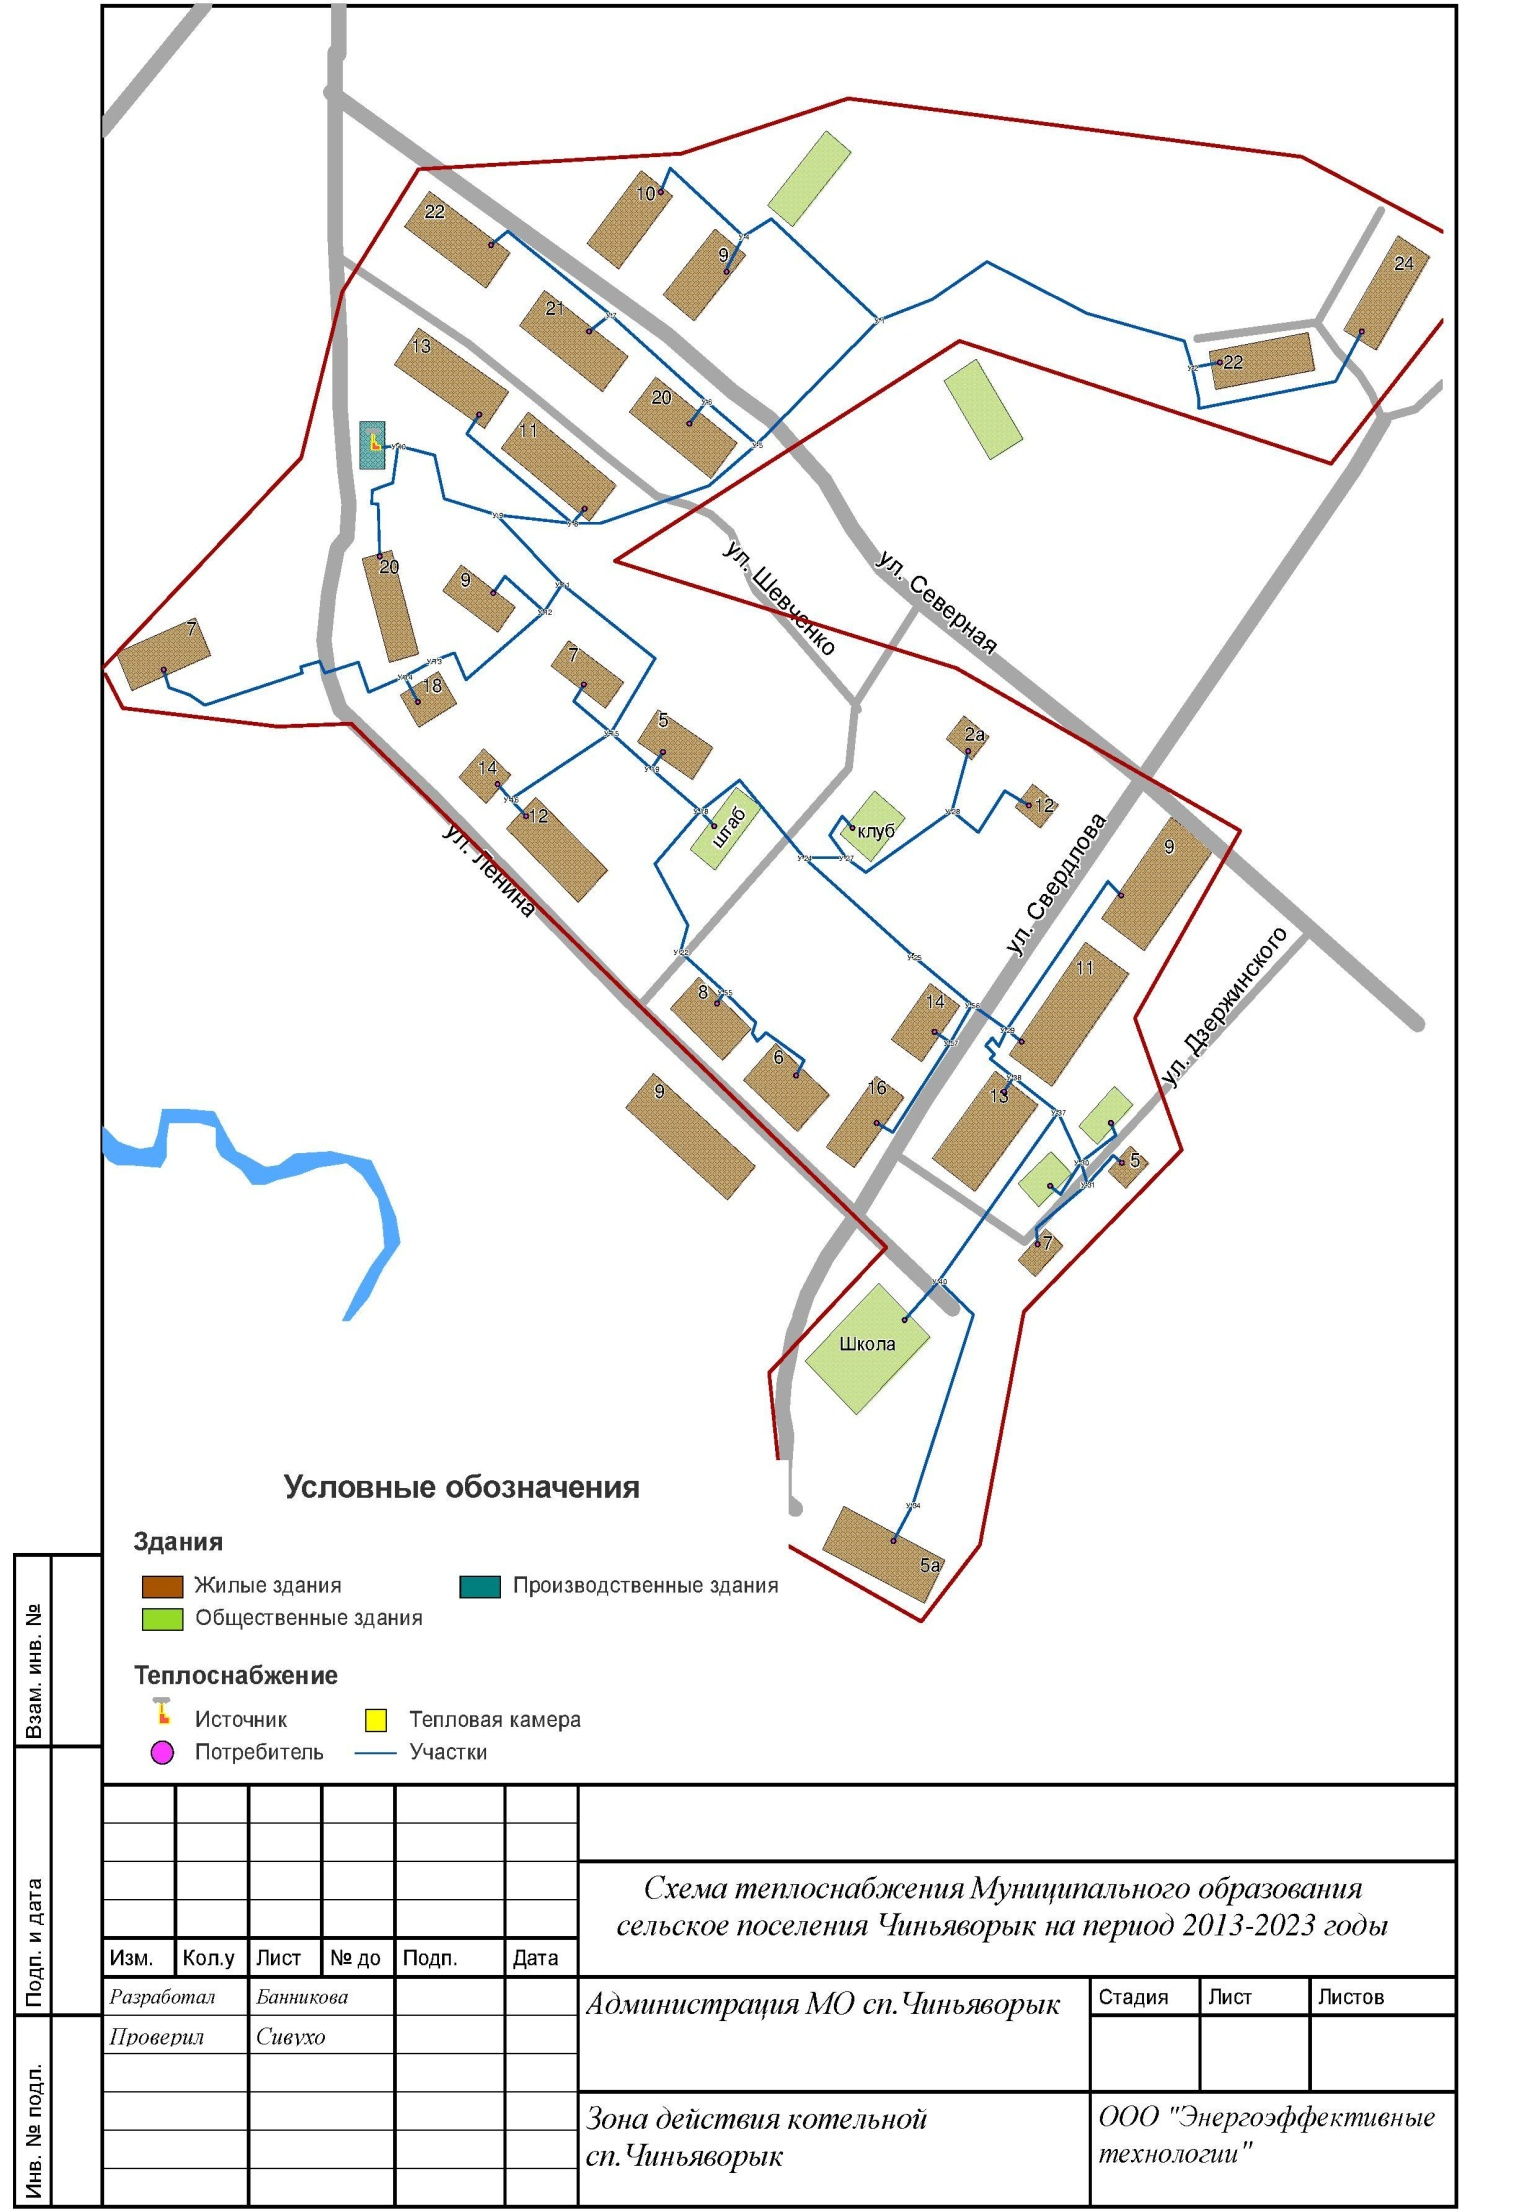 10
22
9
24
21
13
22
20
11
20
9
7
18
7
5
2а
14
12
12
штаб
клуб
9
ул. Шевченко
ул. Северная
ул. Ленина
ул. Свердлова
ул. Дзержинского
11
8
14
6
16
13
9
5
7
Школа
5а
Условные обозначения
Здания
Жилые здания
Производственные здания
Общественные здания
Теплоснабжение
Источник
Тепловая камера
Потребитель
Участки
Взам. инв. №
Подп. и дата
Инв. № подл.
Схема теплоснабжения Муниципального образования
сельское поселения Чиньяворык на период 2013-2023 годы
Изм. Кол.у Лист № до Подп. Дата
Разработал Банникова
Проверил Сивухо
Администрация МО сп.Чиньяворык
Стадия Лист Листов
Зона действия котельной
сп.Чиньяворык
ООО "Энергоэффективные
технологии"